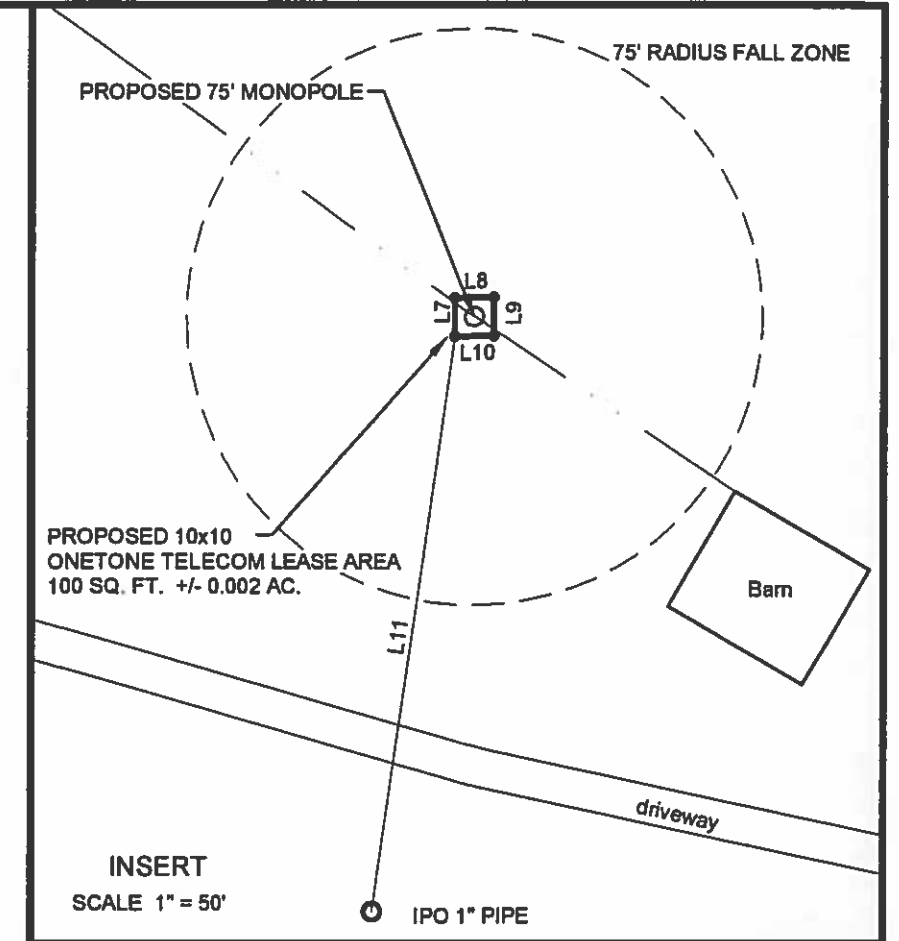 75' RADIUS FALL ZONE
PROPOSED 75' MONOPOLE
L8
L7
L9
L10
PROPOSED 10x10
ONETONE TELECOM LEASE AREA
100 SQ. FT. +/- 0.002 AC.
Barn
L11
driveway
INSERT
SCALE 1" = 50'
IPO 1" PIPE